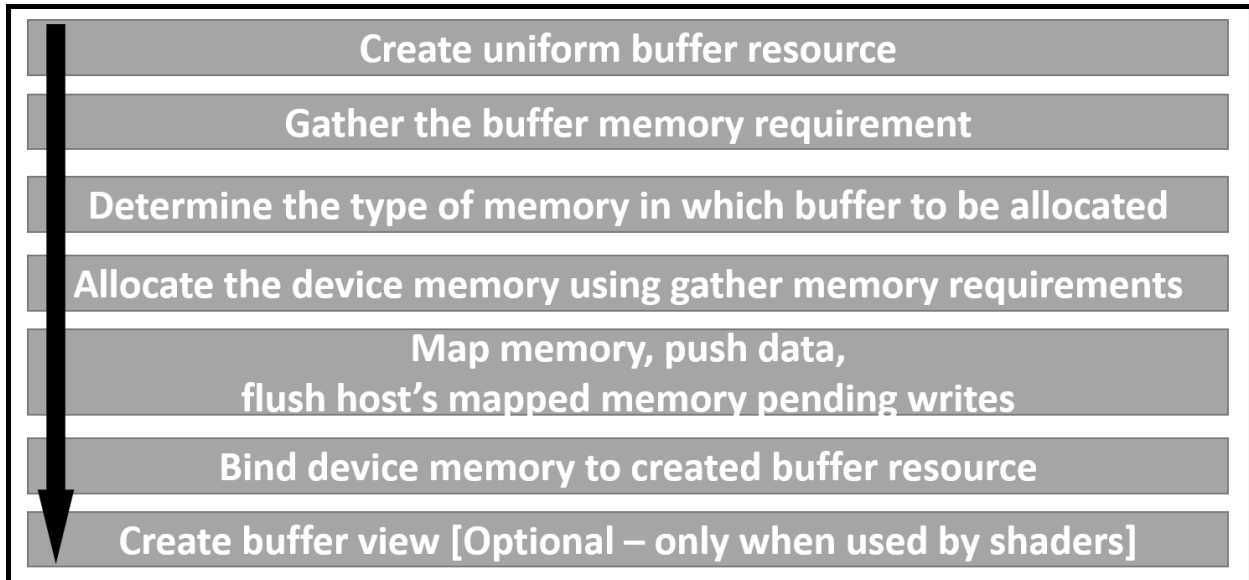 Create uniform buffer resource
Gather the buffer memory requirement
Determine the type of memory in which buffer to be allocated
Allocate the device memory using gather memory requirements
Map memory, push data,
flush host’s mapped memory pending writes
Bind device memory to created buffer resource
Create buffer view [Optional – only when used by shaders]